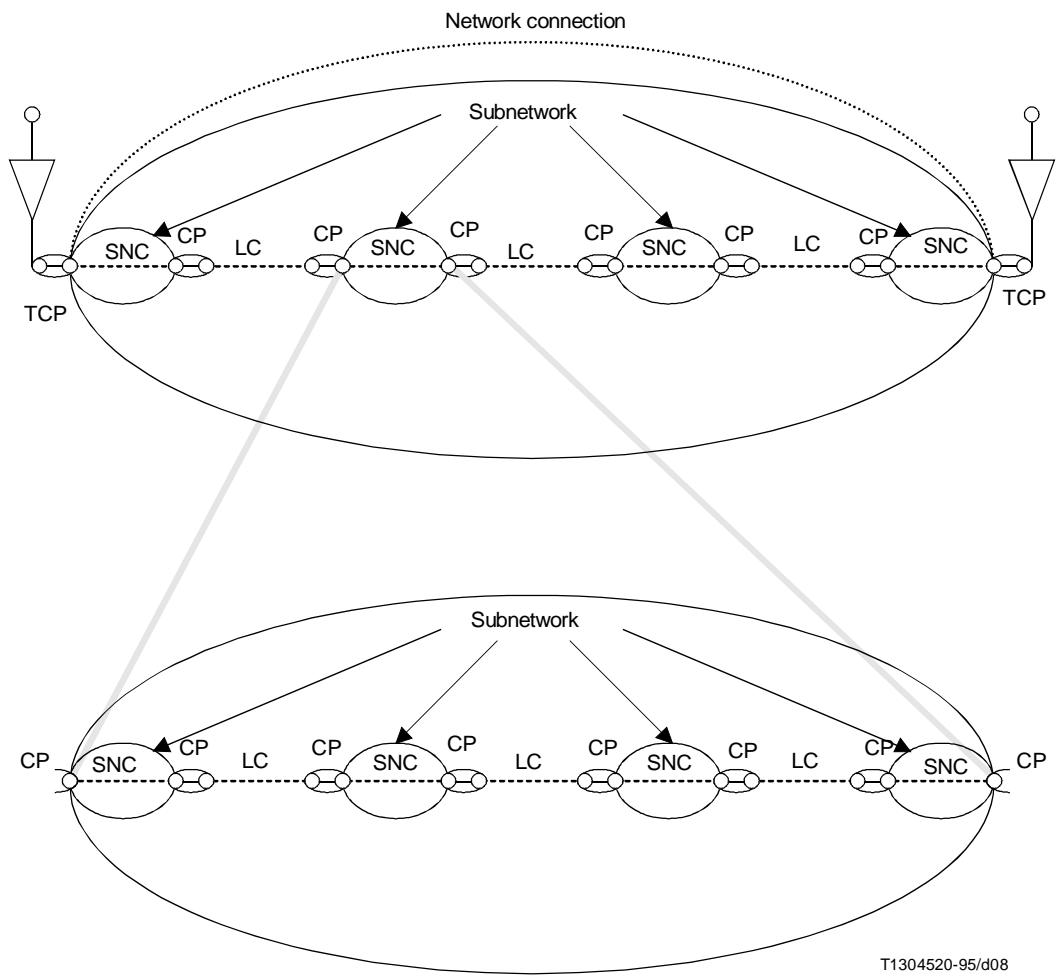 Network connection
Subnetwork
SNC CP LC CP SNC CP LC CP SNC CP LC CP SNC
TCP TCP
Subnetwork
CP SNC CP LC CP SNC CP LC CP SNC CP LC CP SNC CP
T1304520-95/d08